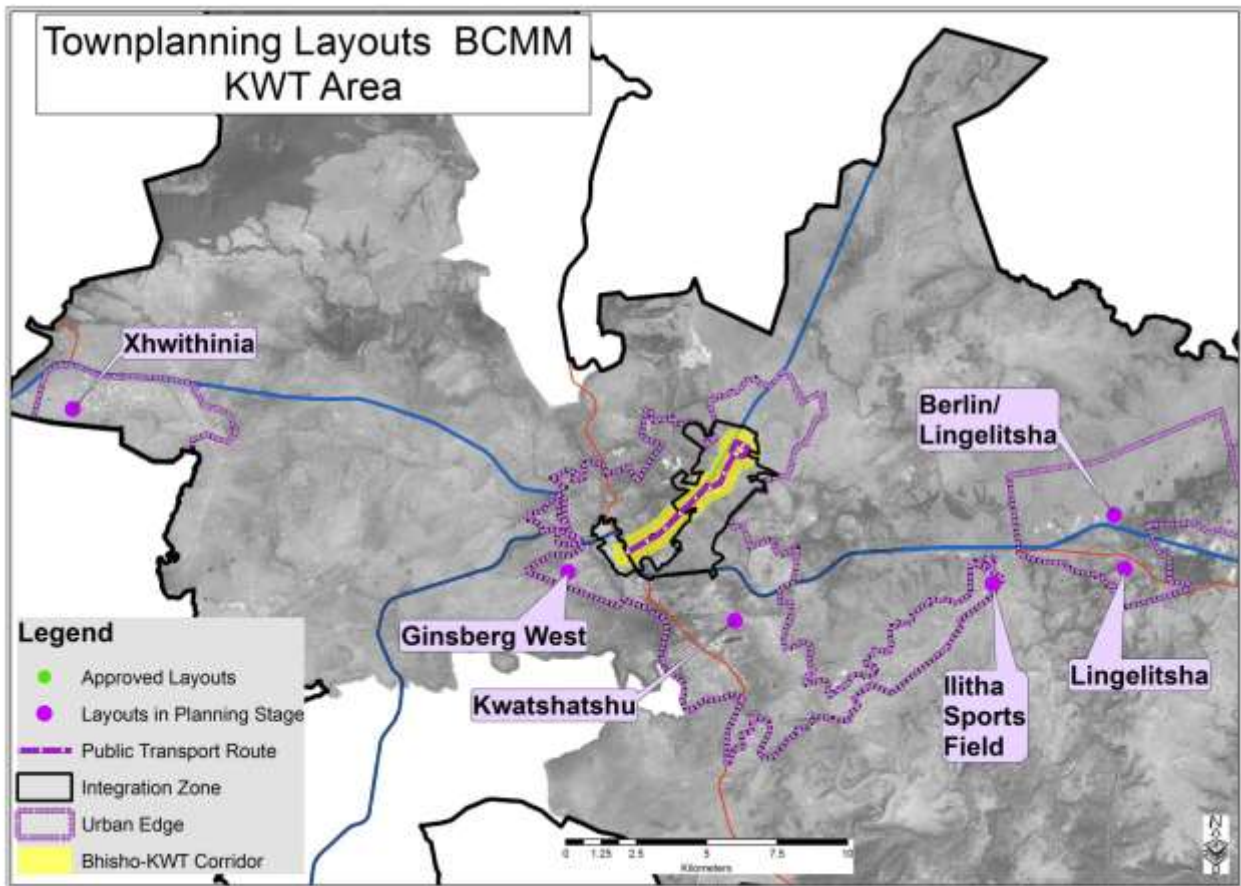 Townplanning Layouts BCMM
KWT Area
Xhwithinia
Berlin/
Lingelitsha
Ginsberg West
Kwatshatshu
Ilitha
Sports
Field
Lingelitsha
Legend
Approved Layouts
Layouts in Planning Stage
Public Transport Route
Integration Zone
Urban Edge
Bhisho-KWT Corridor
0 1.25 2.5 5 7.5 10
Kilometers
N